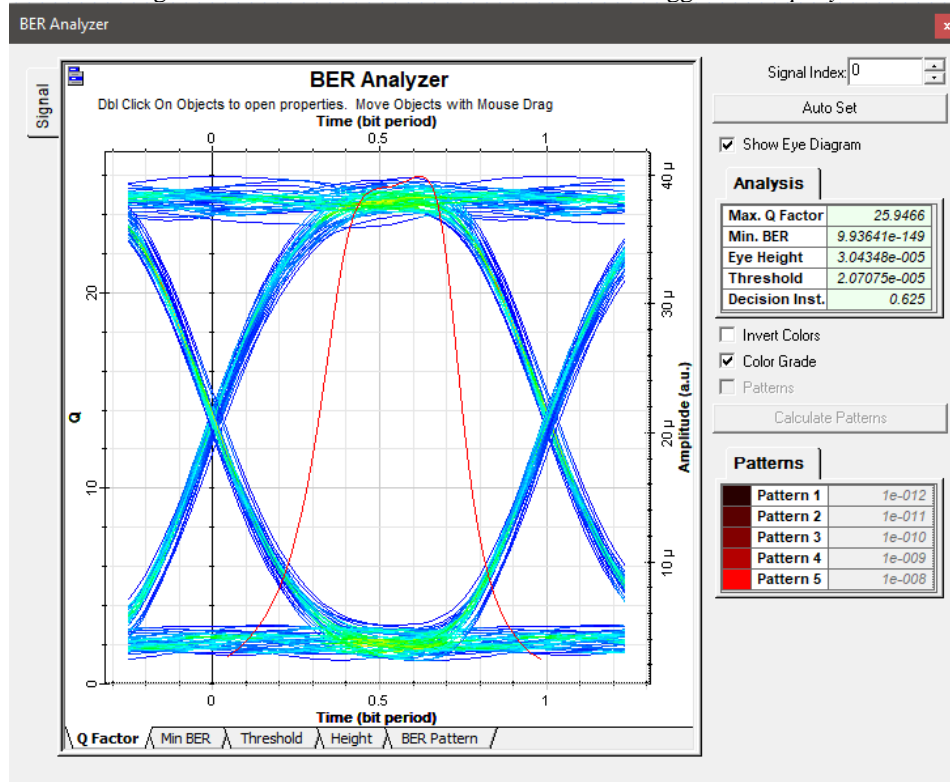 BER Analyzer
Signal
BER Analyzer
Dbl Click On Objects to open properties. Move Objects with Mouse Drag
Time (bit period)
0 0.5 1
Q
0 10 20
Amplitude (a.u.)
10 µ 20 µ 30 µ 40 µ
0 0.5 1
Time (bit period)
Q Factor Min BER Threshold Height BER Pattern
Signal Index: 0
Auto Set
Show Eye Diagram
Analysis
Max. Q Factor 25.9466
Min. BER 9.93641e-149
Eye Height 3.04348e-005
Threshold 2.07075e-005
Decision Inst. 0.625
Invert Colors
Color Grade
Patterns
Calculate Patterns
Patterns
Pattern 1 1e-012
Pattern 2 1e-011
Pattern 3 1e-010
Pattern 4 1e-009
Pattern 5 1e-008